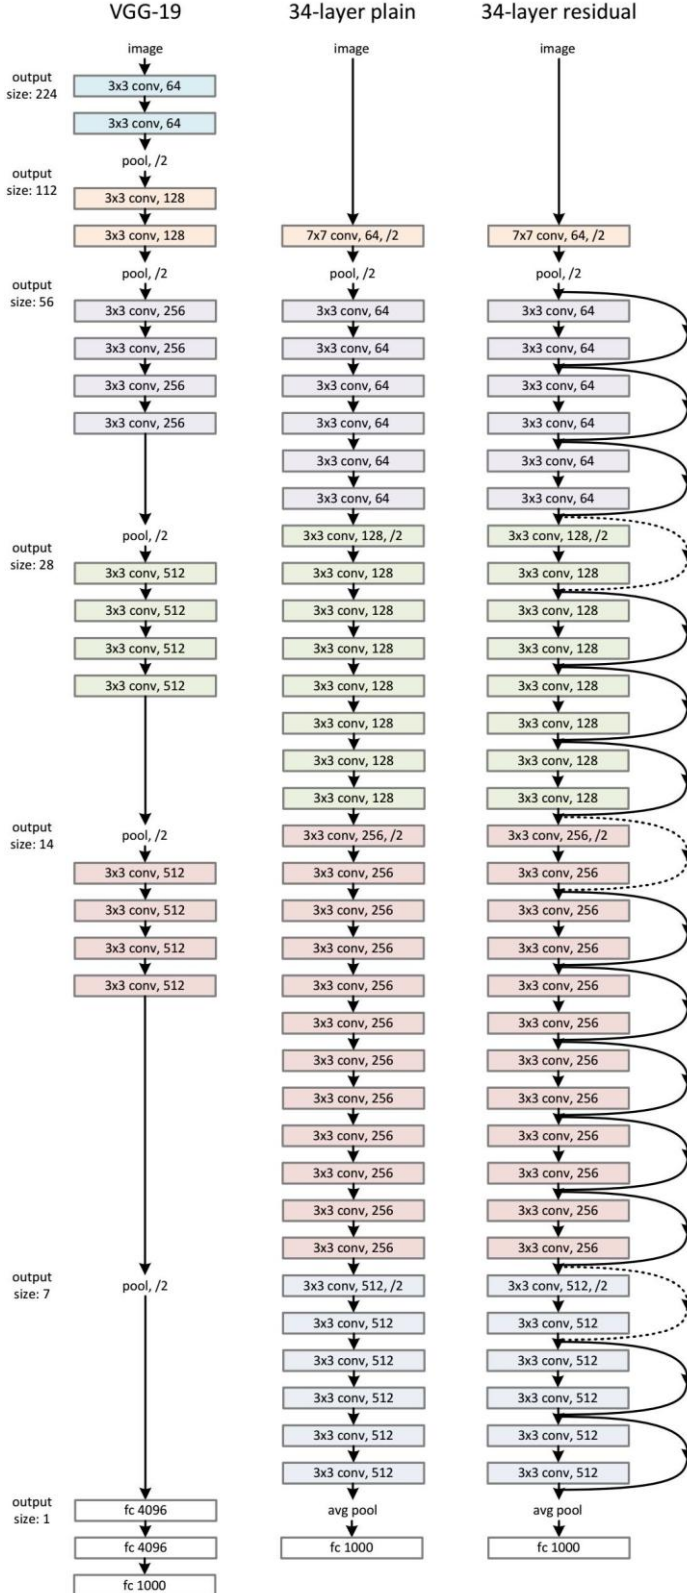 VGG-19
34-layer plain
34-layer residual
output
size: 224
output
size: 112
output
size: 56
output
size: 28
output
size: 14
output
size: 7
output
size: 1
image
3x3 conv, 64
3x3 conv, 64
pool, /2
3x3 conv, 128
3x3 conv, 128
pool, /2
3x3 conv, 256
3x3 conv, 256
3x3 conv, 256
3x3 conv, 256
pool, /2
3x3 conv, 512
3x3 conv, 512
3x3 conv, 512
3x3 conv, 512
pool, /2
3x3 conv, 512
3x3 conv, 512
3x3 conv, 512
3x3 conv, 512
pool, /2
fc 4096
fc 4096
fc 1000
image
7x7 conv, 64, /2
pool, /2
3x3 conv, 64
3x3 conv, 64
3x3 conv, 64
3x3 conv, 64
3x3 conv, 64
3x3 conv, 64
3x3 conv, 128, /2
3x3 conv, 128
3x3 conv, 128
3x3 conv, 128
3x3 conv, 128
3x3 conv, 128
3x3 conv, 128
3x3 conv, 128
3x3 conv, 256, /2
3x3 conv, 256
3x3 conv, 256
3x3 conv, 256
3x3 conv, 256
3x3 conv, 256
3x3 conv, 256
3x3 conv, 256
3x3 conv, 256
3x3 conv, 256
3x3 conv, 256
3x3 conv, 256
3x3 conv, 512, /2
3x3 conv, 512
3x3 conv, 512
3x3 conv, 512
3x3 conv, 512
3x3 conv, 512
avg pool
fc 1000
image
7x7 conv, 64, /2
pool, /2
3x3 conv, 64
3x3 conv, 64
3x3 conv, 64
3x3 conv, 64
3x3 conv, 64
3x3 conv, 64
3x3 conv, 128, /2
3x3 conv, 128
3x3 conv, 128
3x3 conv, 128
3x3 conv, 128
3x3 conv, 128
3x3 conv, 128
3x3 conv, 128
3x3 conv, 256, /2
3x3 conv, 256
3x3 conv, 256
3x3 conv, 256
3x3 conv, 256
3x3 conv, 256
3x3 conv, 256
3x3 conv, 256
3x3 conv, 256
3x3 conv, 256
3x3 conv, 256
3x3 conv, 256
3x3 conv, 512, /2
3x3 conv, 512
3x3 conv, 512
3x3 conv, 512
3x3 conv, 512
3x3 conv, 512
avg pool
fc 1000